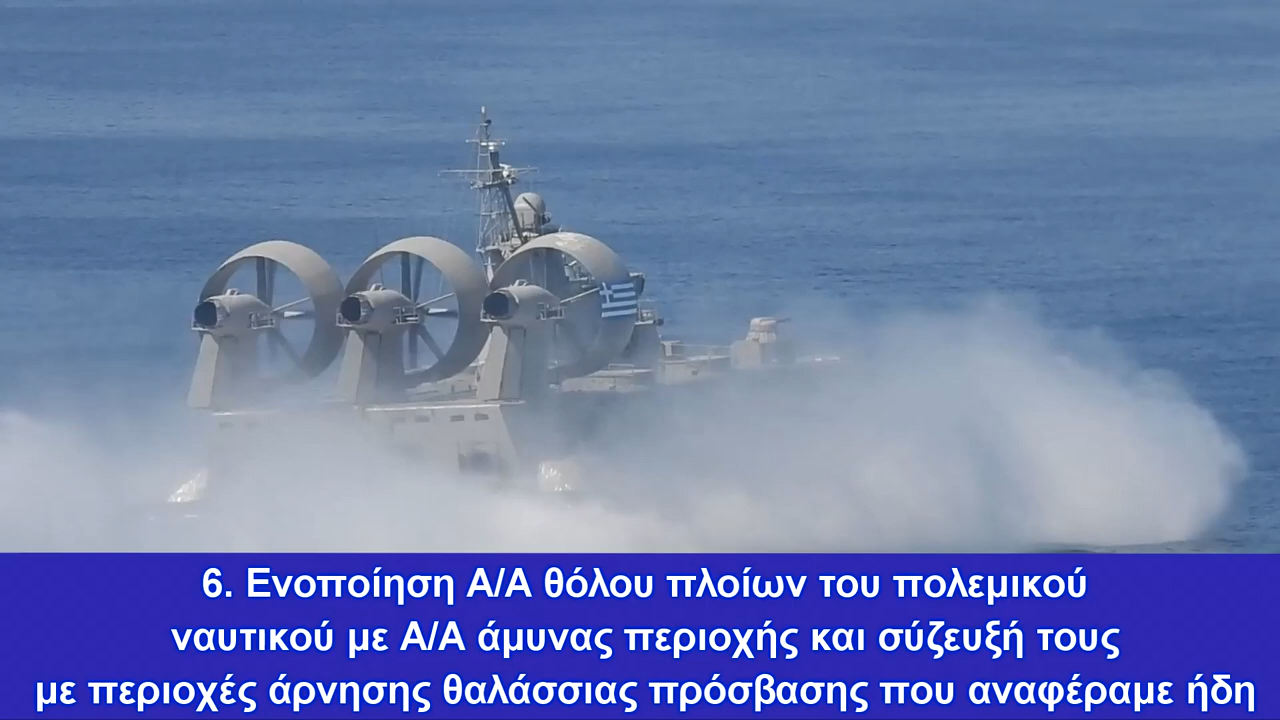 6. Ενοποίηση Α/Α θόλου πλοίων του πολεμικού
ναυτικού με Α/Α άμυνας περιοχής και σύζευξή τους
με περιοχές άρνησης θαλάσσιας πρόσβασης που αναφέραμε ήδη